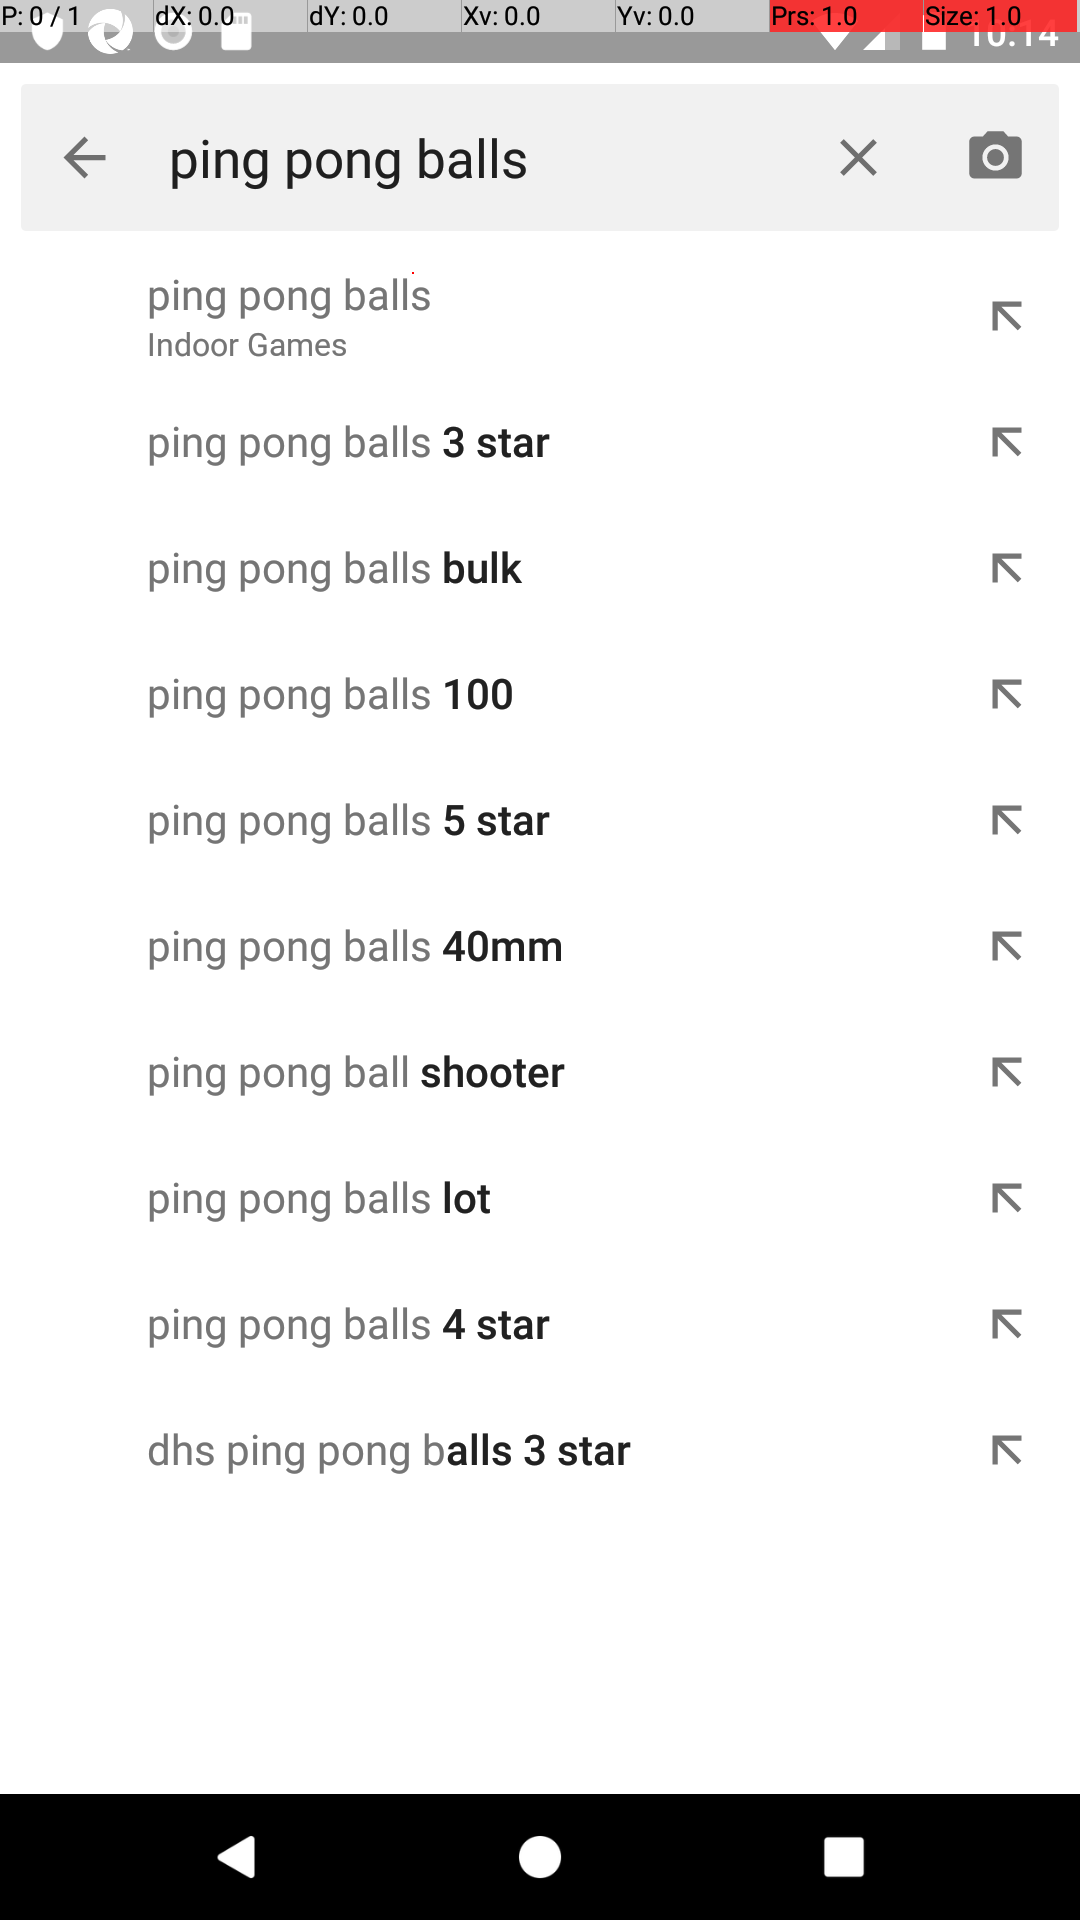 P: 0 / 1 dX: 0.0 dY: 0.0 Xv: 0.0 Yv: 0.0 Prs: 1.0 Size: 1.0
10:14
ping pong balls
ping pong balls
Indoor Games
ping pong balls 3 star
ping pong balls bulk
ping pong balls 100
ping pong balls 5 star
ping pong balls 40mm
ping pong ball shooter
ping pong balls lot
ping pong balls 4 star
dhs ping pong balls 3 star